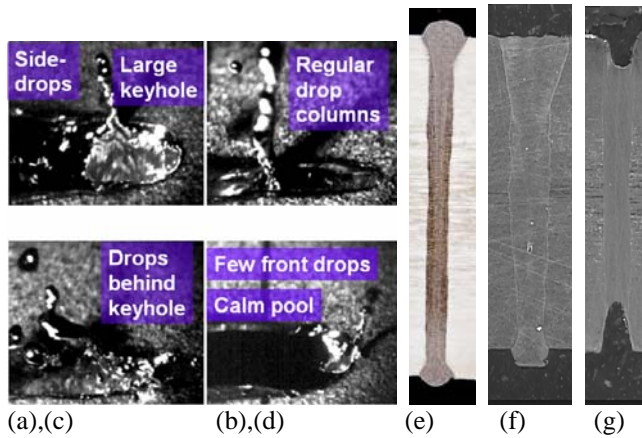 Side-
drops
Large
keyhole
Regular
drop
columns
Drops
behind
keyhole
Few front drops
Calm pool
(a),(c)
(b),(d)
(e)
(f)
(g)